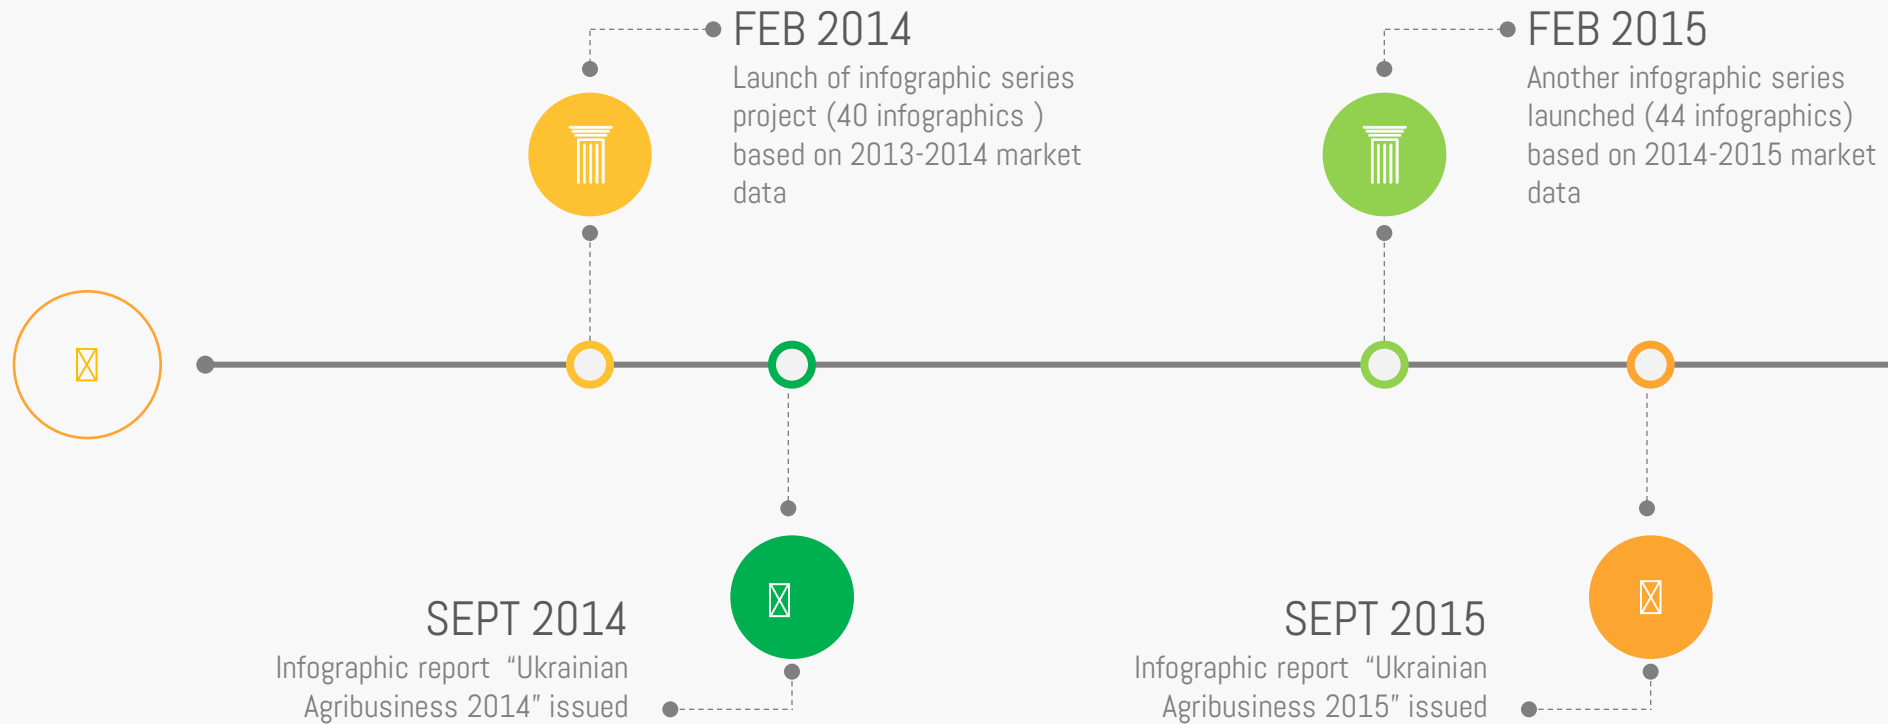 FEB 2014
Launch of infographic series
project (40 infographics )
based on 2013-2014 market
data
FEB 2015
Another infographic series
launched (44 infographics)
based on 2014-2015 market
data
SEPT 2014
Infographic report  “Ukrainian
Agribusiness 2014” issued
SEPT 2015
Infographic report  “Ukrainian
Agribusiness 2015” issued